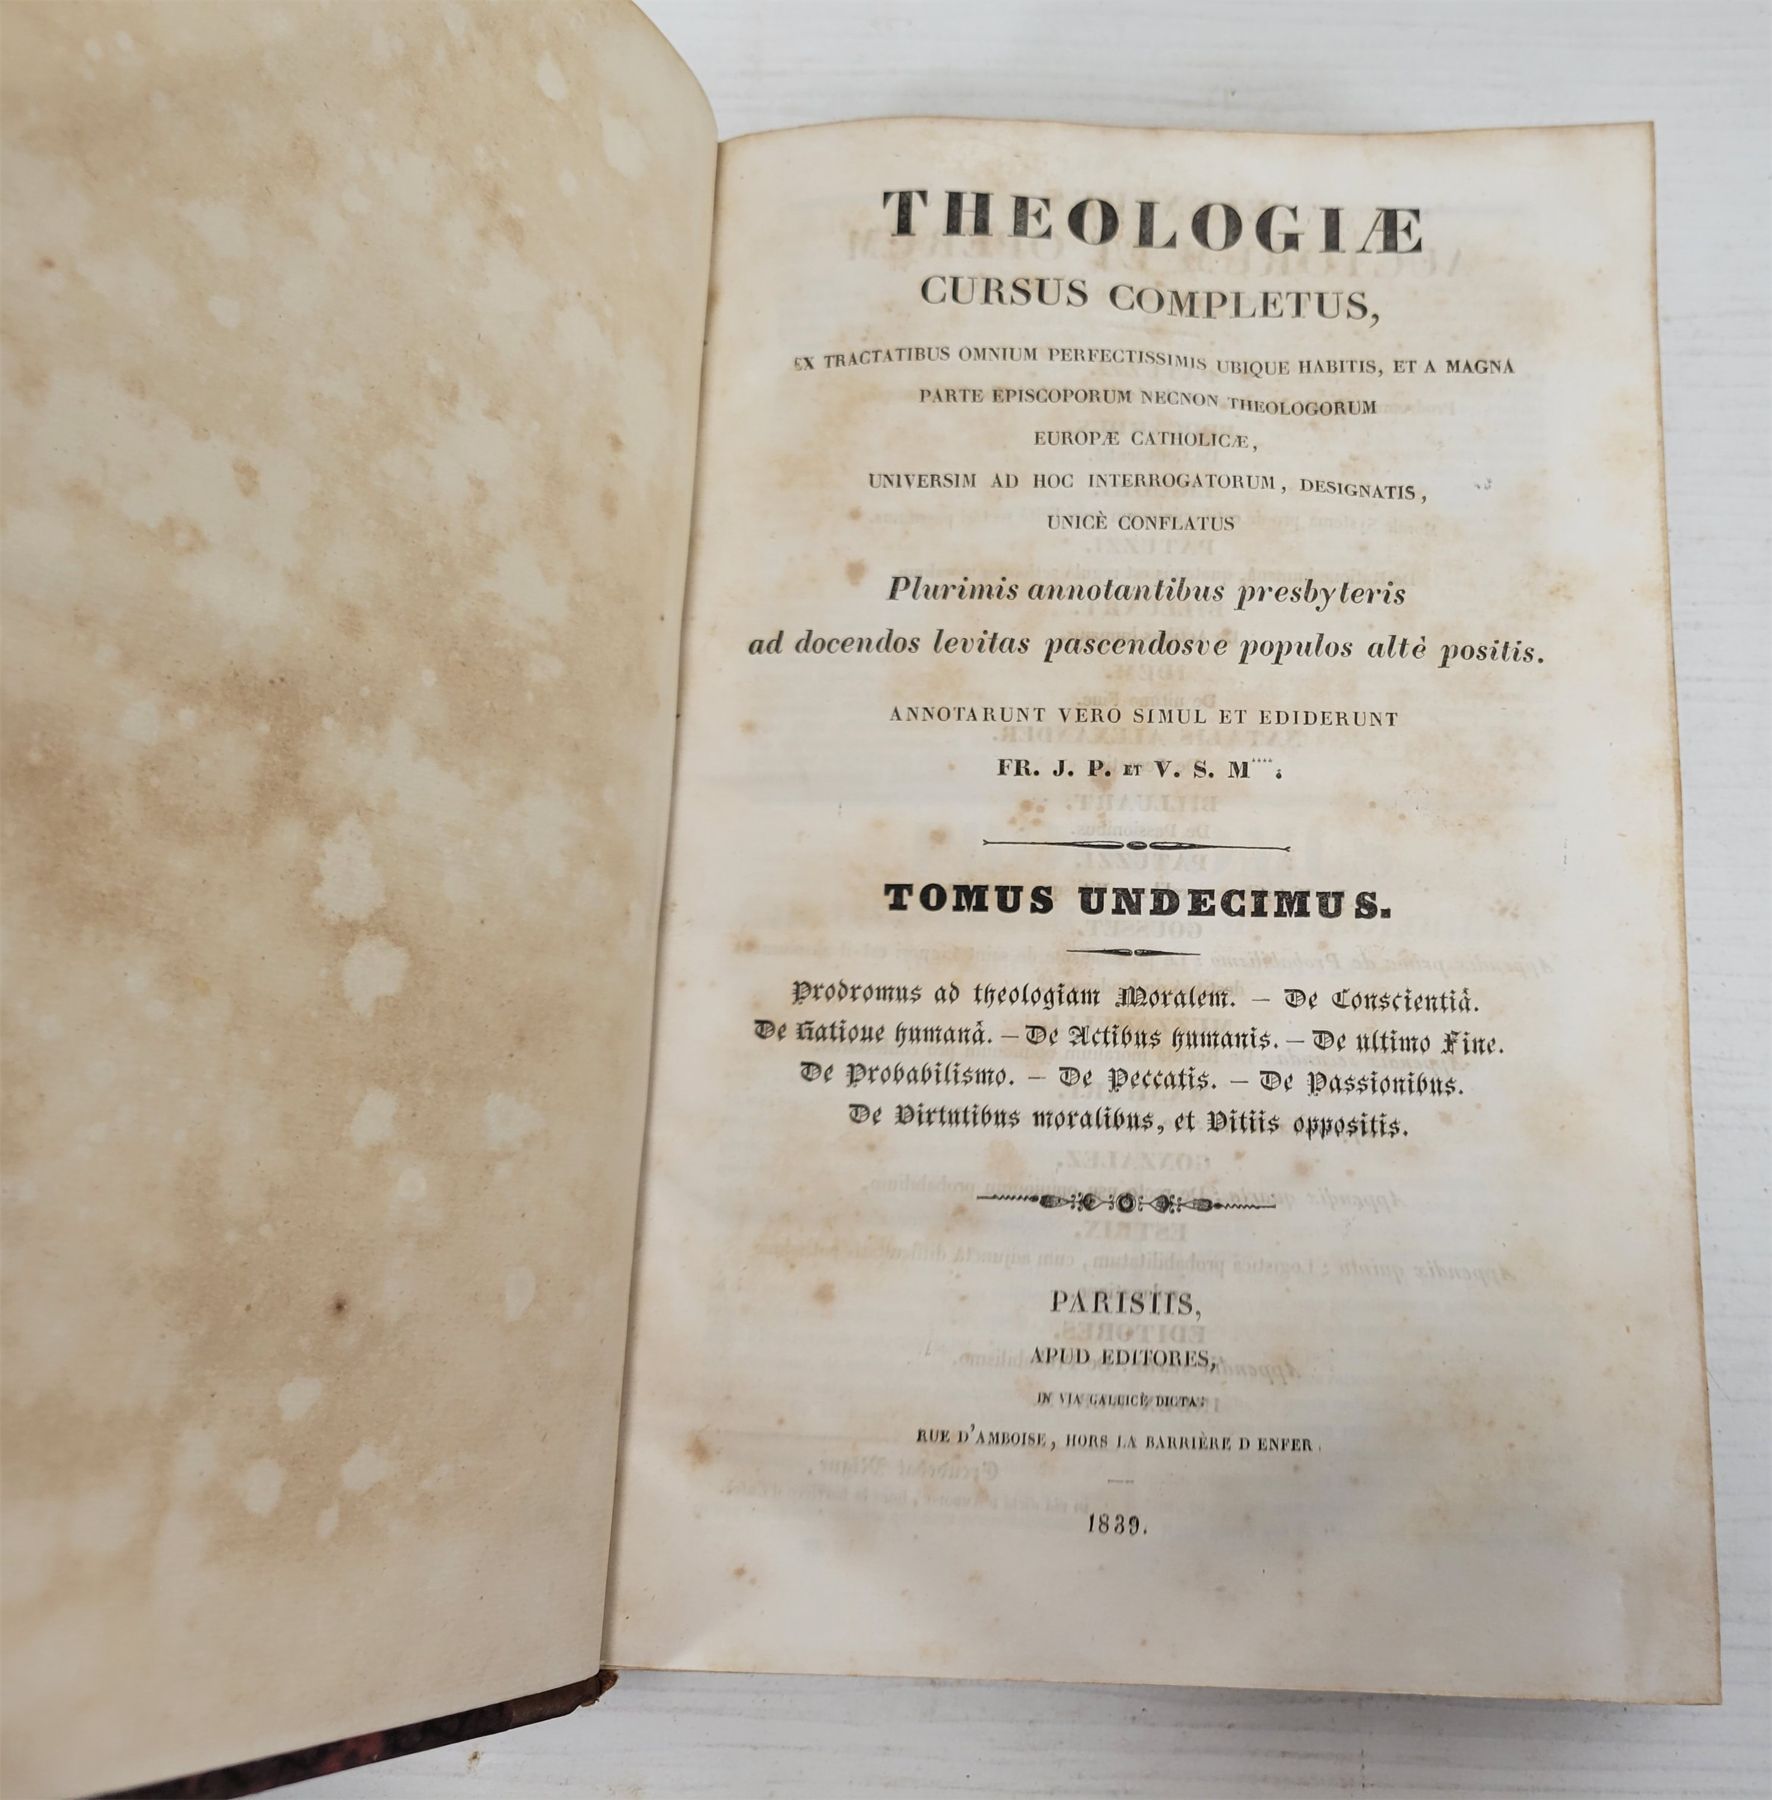 THEOLOGIÆ
CURSUS COMPLETUS,
EX TRACTATIBUS OMNIUM PERFECTISSIMIS UBIQUE HABITIS, ET A MAGNA
PARTE EPISCOPORUM NECNON THEOLOGORUM
EUROPÆ CATHOLICÆ,
UNIVERSIM AD HOC INTERROGATORUM, DESIGNATIS,
UNICÈ CONFLATUS
Plurimis annotantibus presbyteris
ad docendos levitas pascendosve populos altè positis.
ANNOTARUNT VERO SIMUL ET EDIDERUNT
FR. J. P. ET V. S. M****.
TOMUS UNDECIMUS.
Prodromus ad theologiam Moralem. — De Conscientiâ.
De Ratioue humanâ. — De Actibus humanis. — De ultimo Fine.
De Probabilismo. — De Peccatis. — De Passionibus.
De Virtutibus moralibus, et Vitiis oppositis.
PARISIIS,
APUD EDITORES,
IN VIA GALLICÈ DICTA:
RUE D'AMBOISE, HORS LA BARRIÈRE D ENFER.
1839.